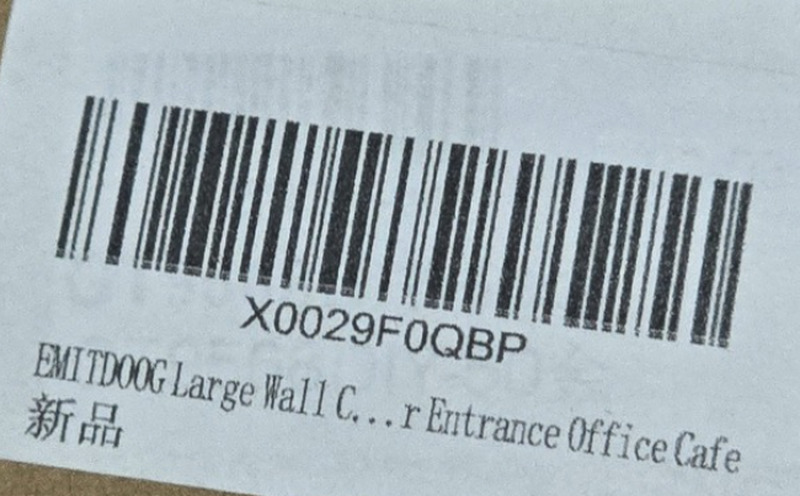 X0029F0QBP
EMITDOOG Large Wall C...r Entrance Office Cafe
新品